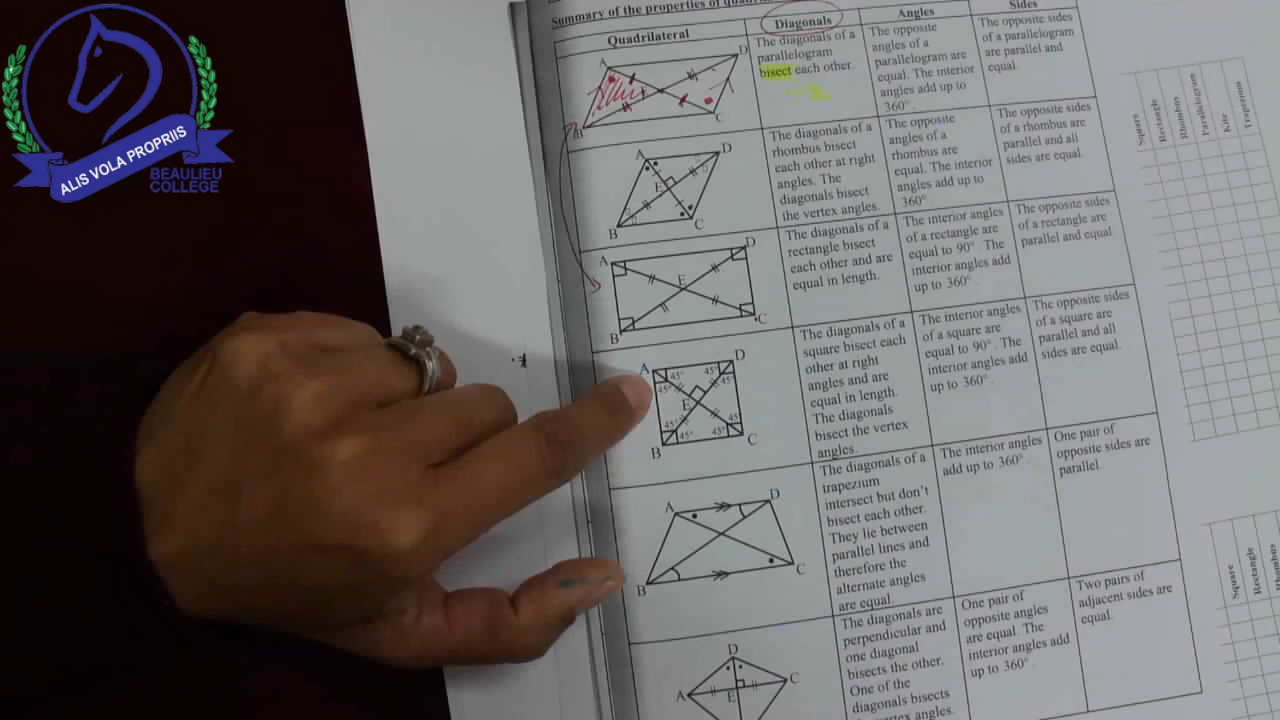 ALIS VOLA PROPRIIS
BEAULIEU
COLLEGE
Summary of the properties of
Quadrilateral
Diagonals
Angles
Sides
A
D
B
C
The diagonals of a
parallelogram
bisect each other.
The opposite
angles of a
parallelogram are
equal. The interior
angles add up to
360°
The opposite sides
of a parallelogram
are parallel and
equal.
A
D
E
B
C
The diagonals of a
rhombus bisect
each other at right
angles. The
diagonals bisect
the vertex angles.
The opposite
angles of a
rhombus are
equal. The interior
angles add up to
360°
The opposite sides
of a rhombus are
parallel and all
sides are equal.
A
D
E
B
C
The diagonals of a
rectangle bisect
each other and are
equal in length.
The interior angles
of a rectangle are
equal to 90°. The
interior angles add
up to 360°
The opposite sides
of a rectangle are
parallel and equal
A
D
45°
45°
45°
45°
E
45°
45°
45°
45
B
C
The diagonals of a
square bisect each
other at right
angles and are
equal in length.
The diagonals
bisect the vertex
angles.
The interior angles
of a square are
equal to 90°. The
interior angles add
up to 360°
The opposite sides
of a square are
parallel and all
sides are equal.
A
D
B
C
The diagonals of a
trapezium
intersect but don't
bisect each other.
They lie between
parallel lines and
therefore the
alternate angles
are equal.
The interior angles
add up to 360°
One pair of
opposite sides are
parallel.
D
A
C
E
The diagonals are
perpendicular and
one diagonal
bisects the other.
One of the
diagonals bisects
vertex angles.
One pair of
opposite angles
are equal. The
interior angles add
up to 360°
Two pairs of
adjacent sides are
equal.
Square
Rectangle
Rhombus
Parallelogram
Kite
Trapezium
Square
Rectangle